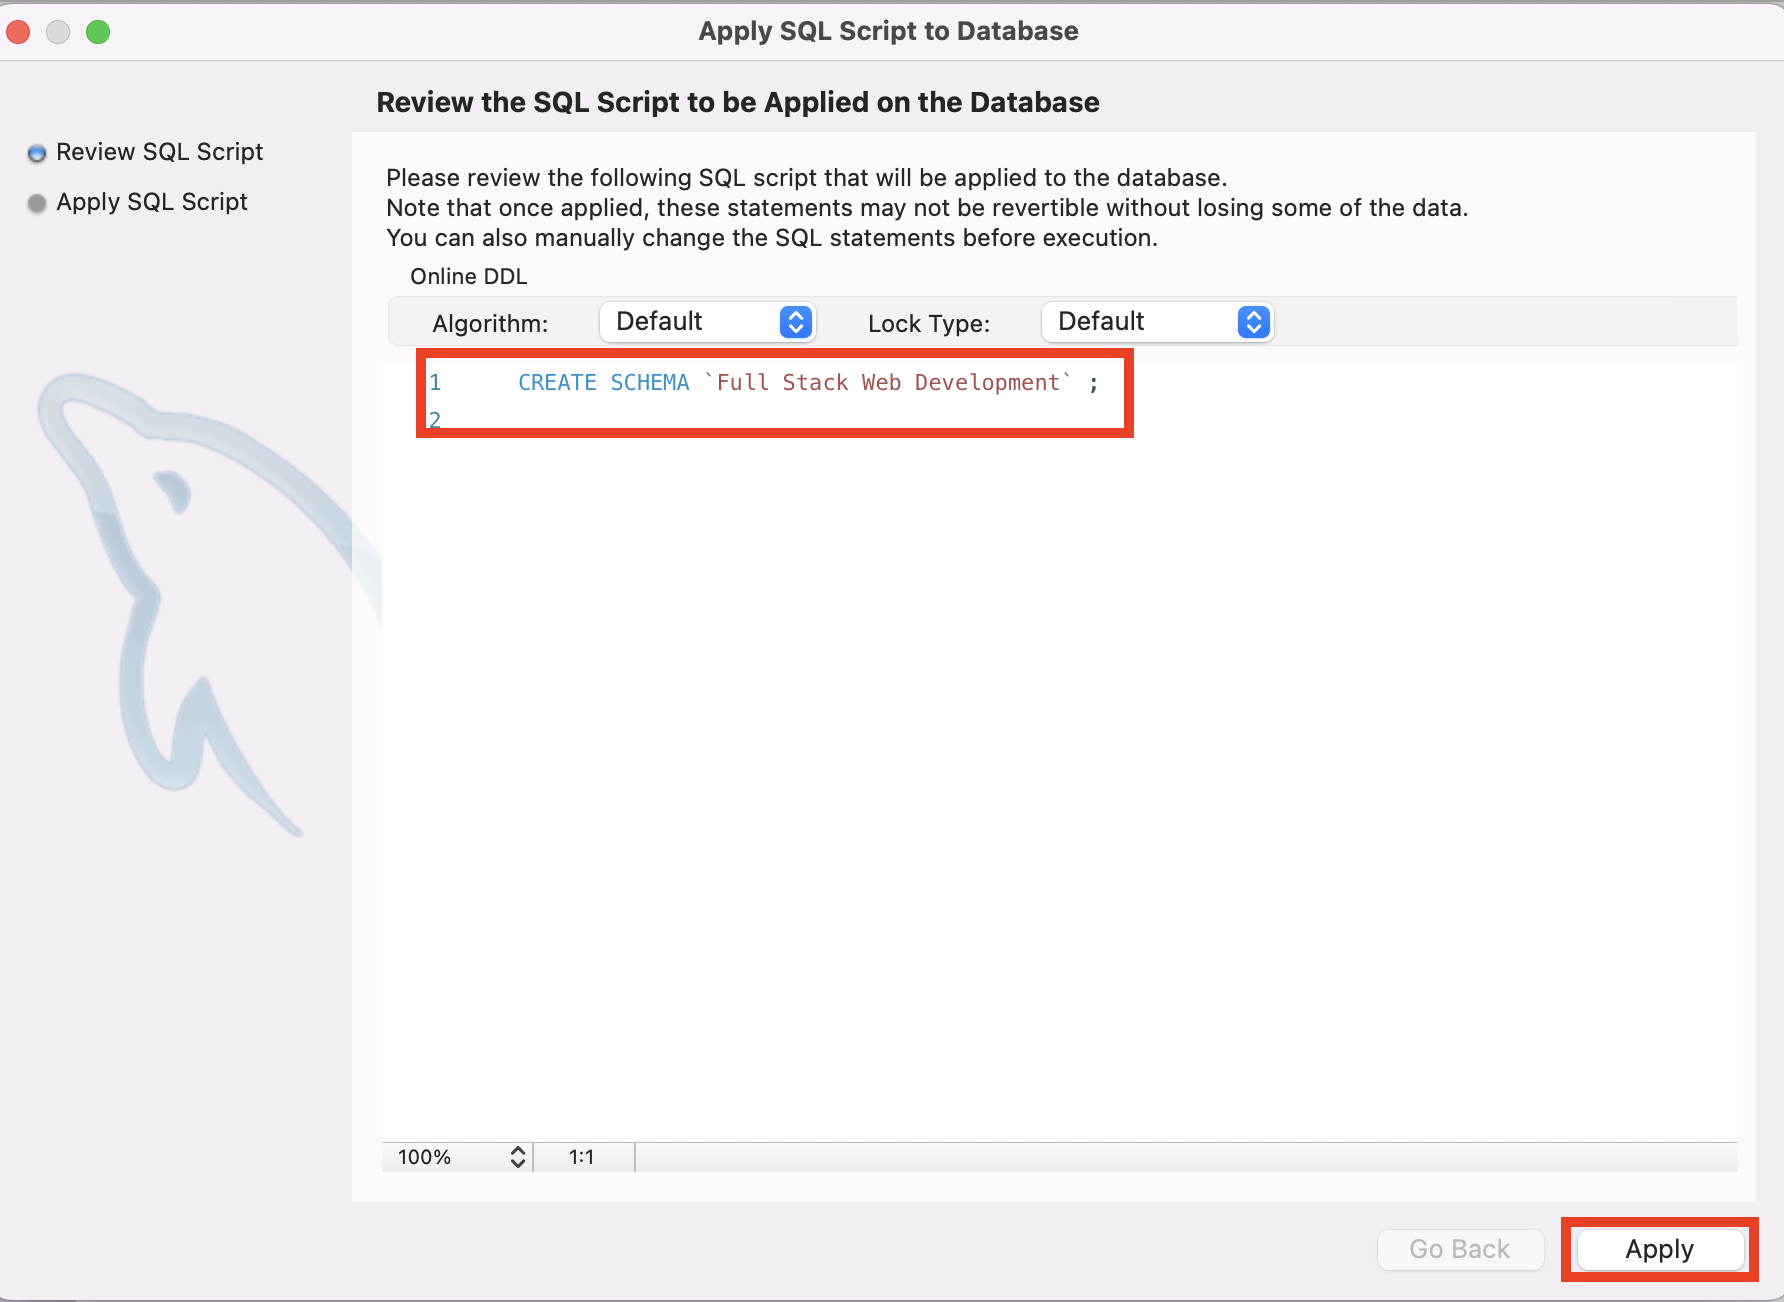 Apply SQL Script to Database
Review the SQL Script to be Applied on the Database
Review SQL Script
Apply SQL Script
Please review the following SQL script that will be applied to the database.
Note that once applied, these statements may not be revertible without losing some of the data.
You can also manually change the SQL statements before execution.
Online DDL
Algorithm: Default Lock Type: Default
1 CREATE SCHEMA `Full Stack Web Development` ;
2
100% 1:1
Go Back Apply